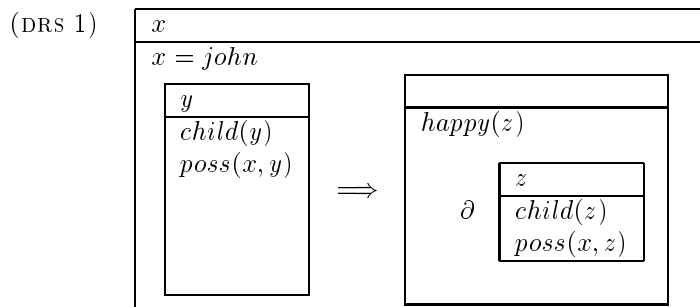 (DRS 1)
x
x = john
y
child(y)
poss(x, y)
⟹
happy(z)
∂
z
child(z)
poss(x, z)